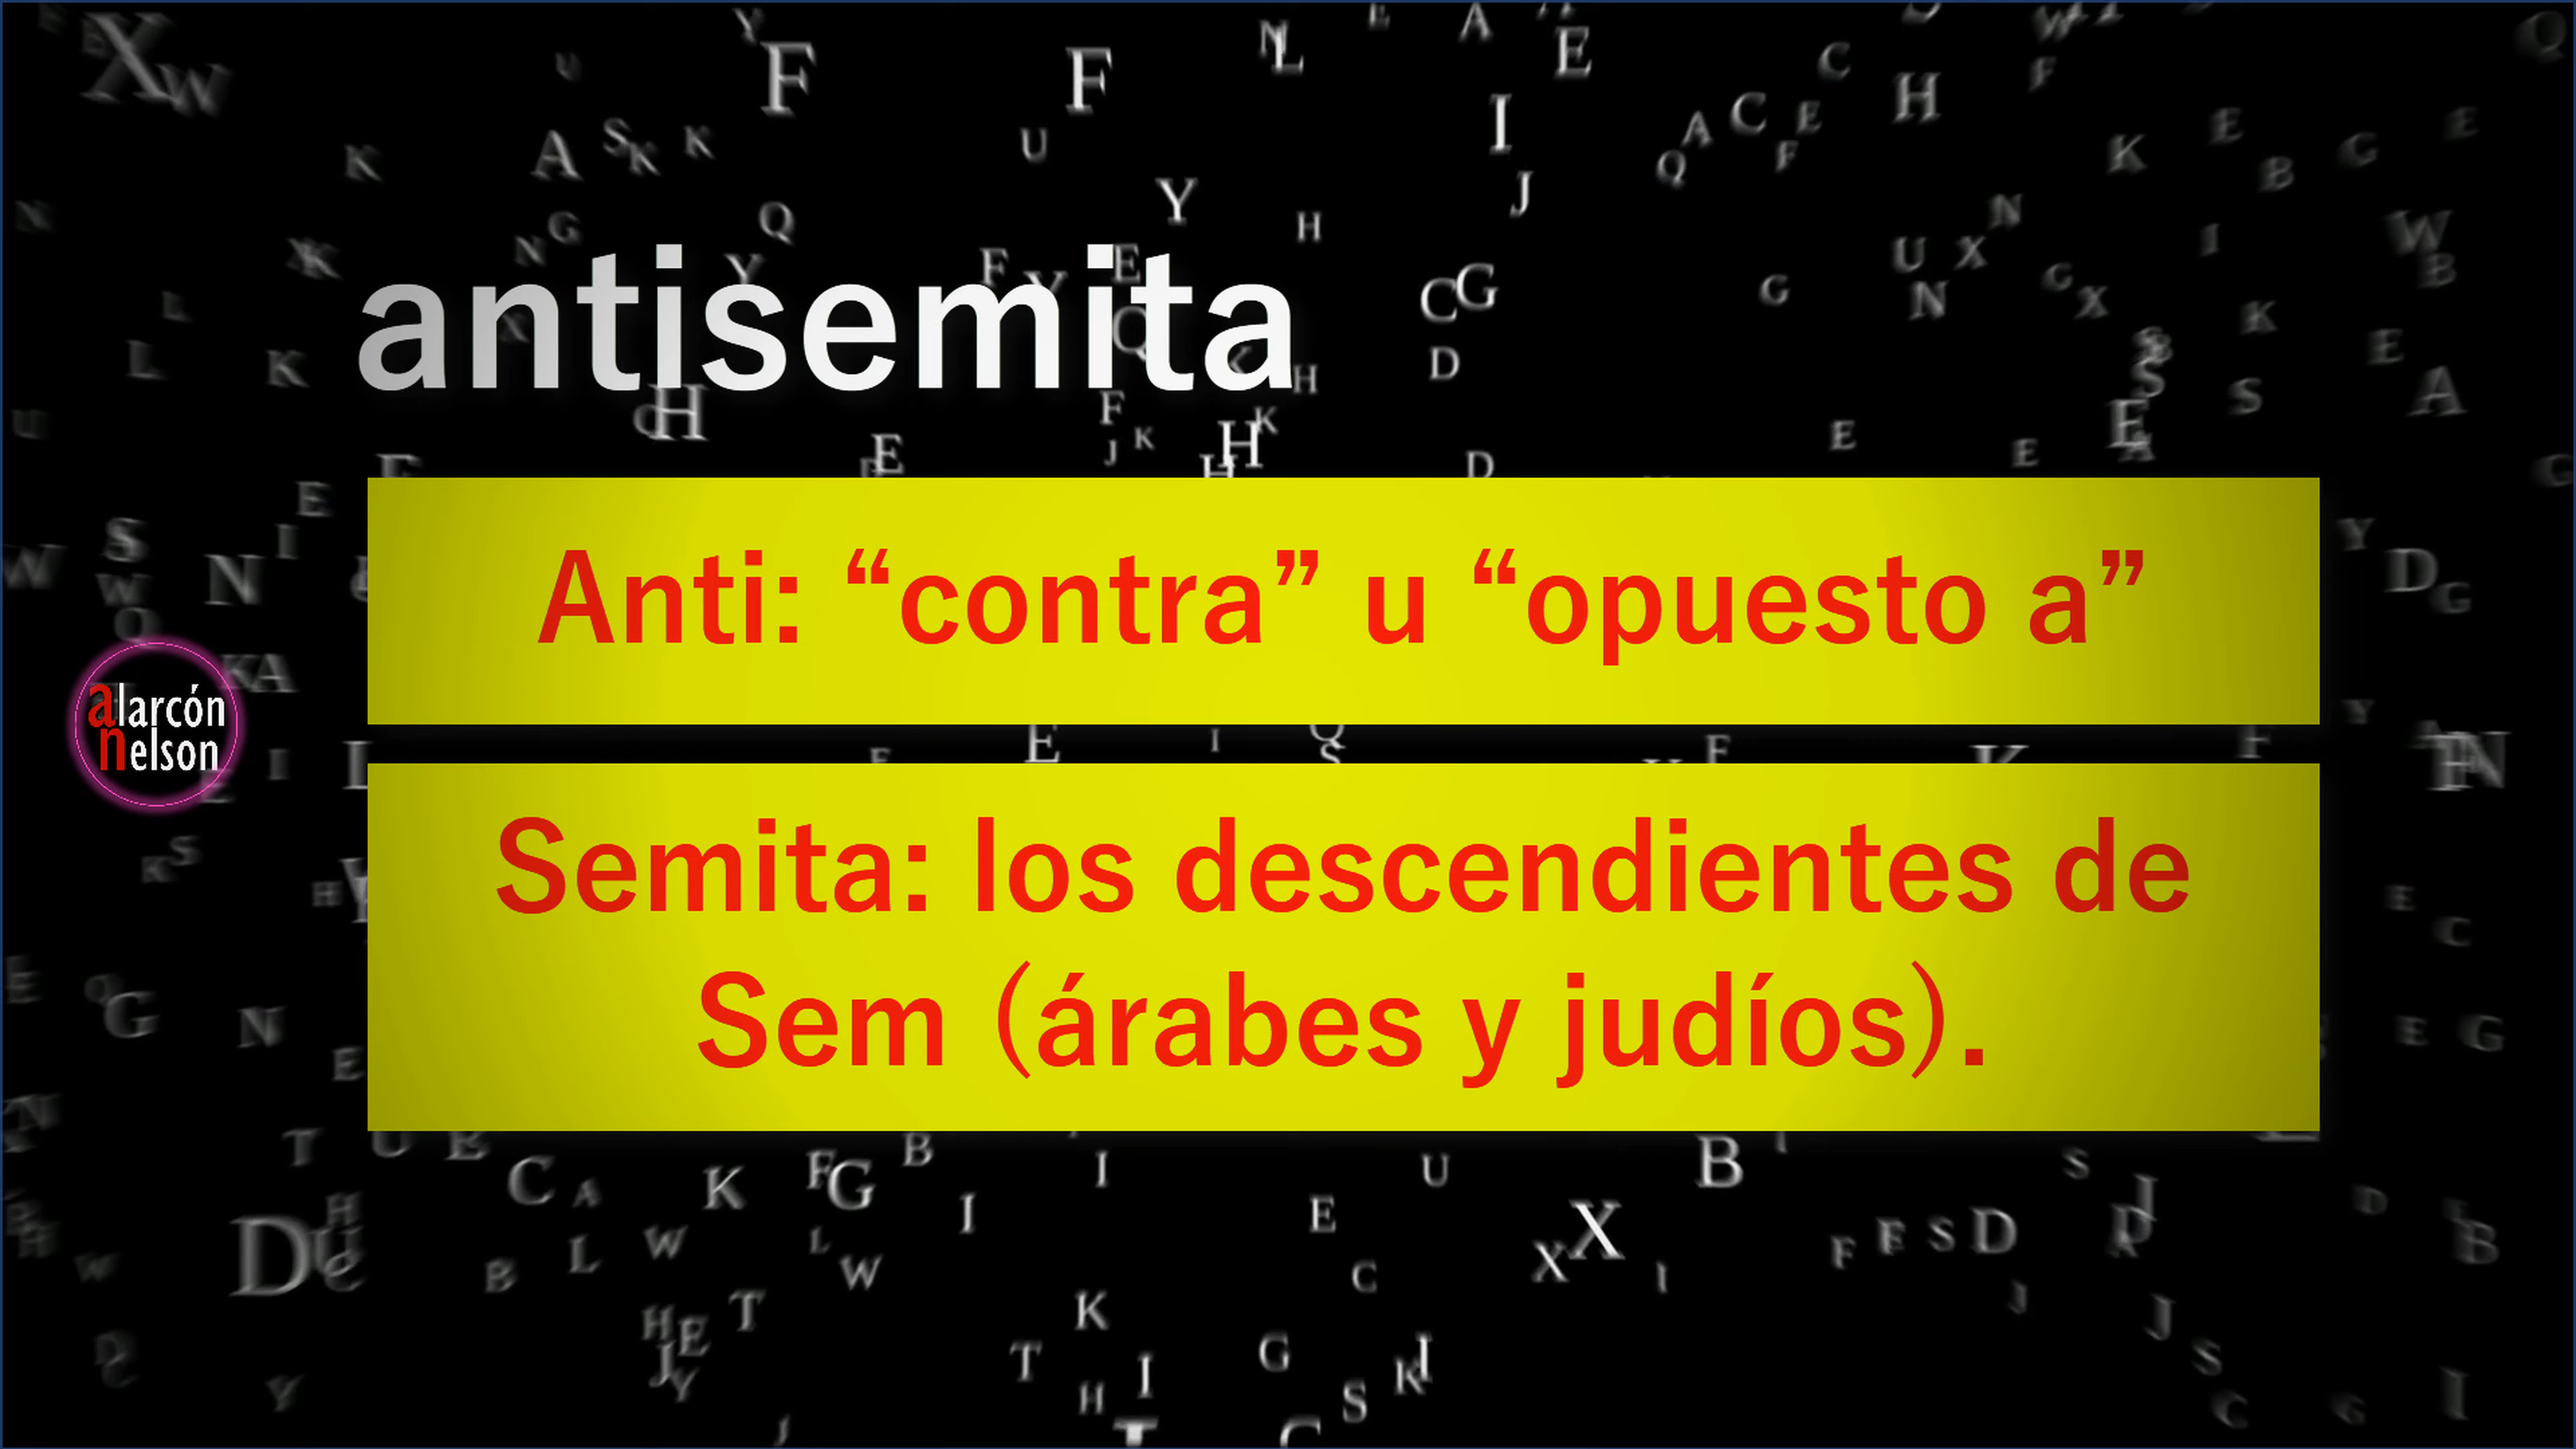 antisemita
Anti: “contra” u “opuesto a”
alarcón
nelson
Semita: los descendientes de
Sem (árabes y judíos).